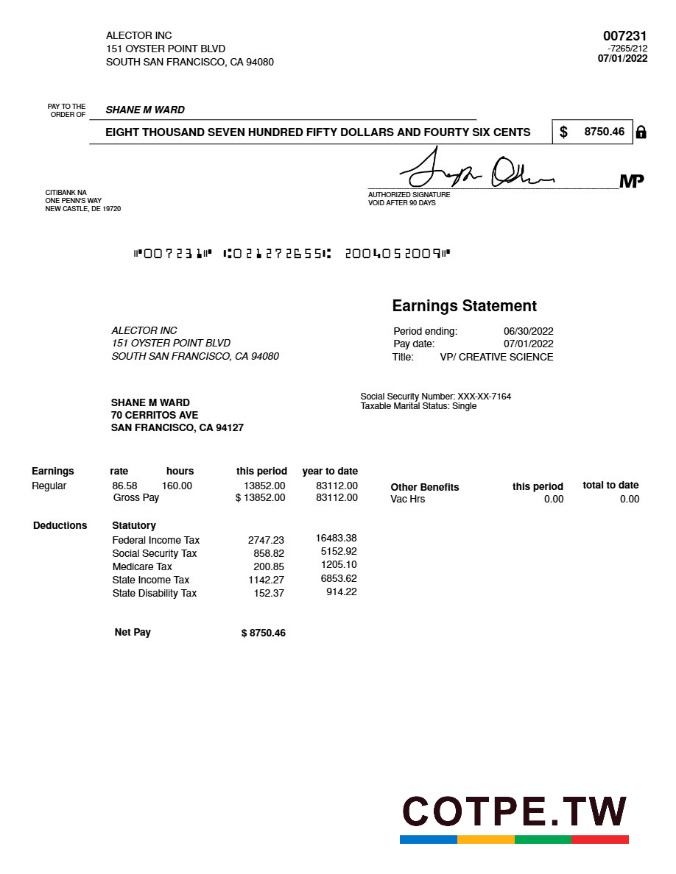 ALECTOR INC
151 OYSTER POINT BLVD
SOUTH SAN FRANCISCO, CA 94080
007231
-7265/212
07/01/2022
PAY TO THE
ORDER OF
SHANE M WARD
EIGHT THOUSAND SEVEN HUNDRED FIFTY DOLLARS AND FOURTY SIX CENTS
$ 8750.46
MP
AUTHORIZED SIGNATURE
VOID AFTER 90 DAYS
CITIBANK NA
ONE PENN'S WAY
NEW CASTLE, DE 19720
⑈007231⑈ ⑆021272655⑆ 2004052009⑈
Earnings Statement
ALECTOR INC
151 OYSTER POINT BLVD
SOUTH SAN FRANCISCO, CA 94080
Period ending: 06/30/2022
Pay date: 07/01/2022
Title: VP/ CREATIVE SCIENCE
SHANE M WARD
70 CERRITOS AVE
SAN FRANCISCO, CA 94127
Social Security Number: XXX-XX-7164
Taxable Marital Status: Single
Earnings rate hours this period year to date
Regular 86.58 160.00 13852.00 83112.00
Gross Pay $ 13852.00 83112.00
Other Benefits this period total to date
Vac Hrs 0.00 0.00
Deductions Statutory
Federal Income Tax 2747.23 16483.38
Social Security Tax 858.82 5152.92
Medicare Tax 200.85 1205.10
State Income Tax 1142.27 6853.62
State Disability Tax 152.37 914.22
Net Pay $ 8750.46
COTPE.TW